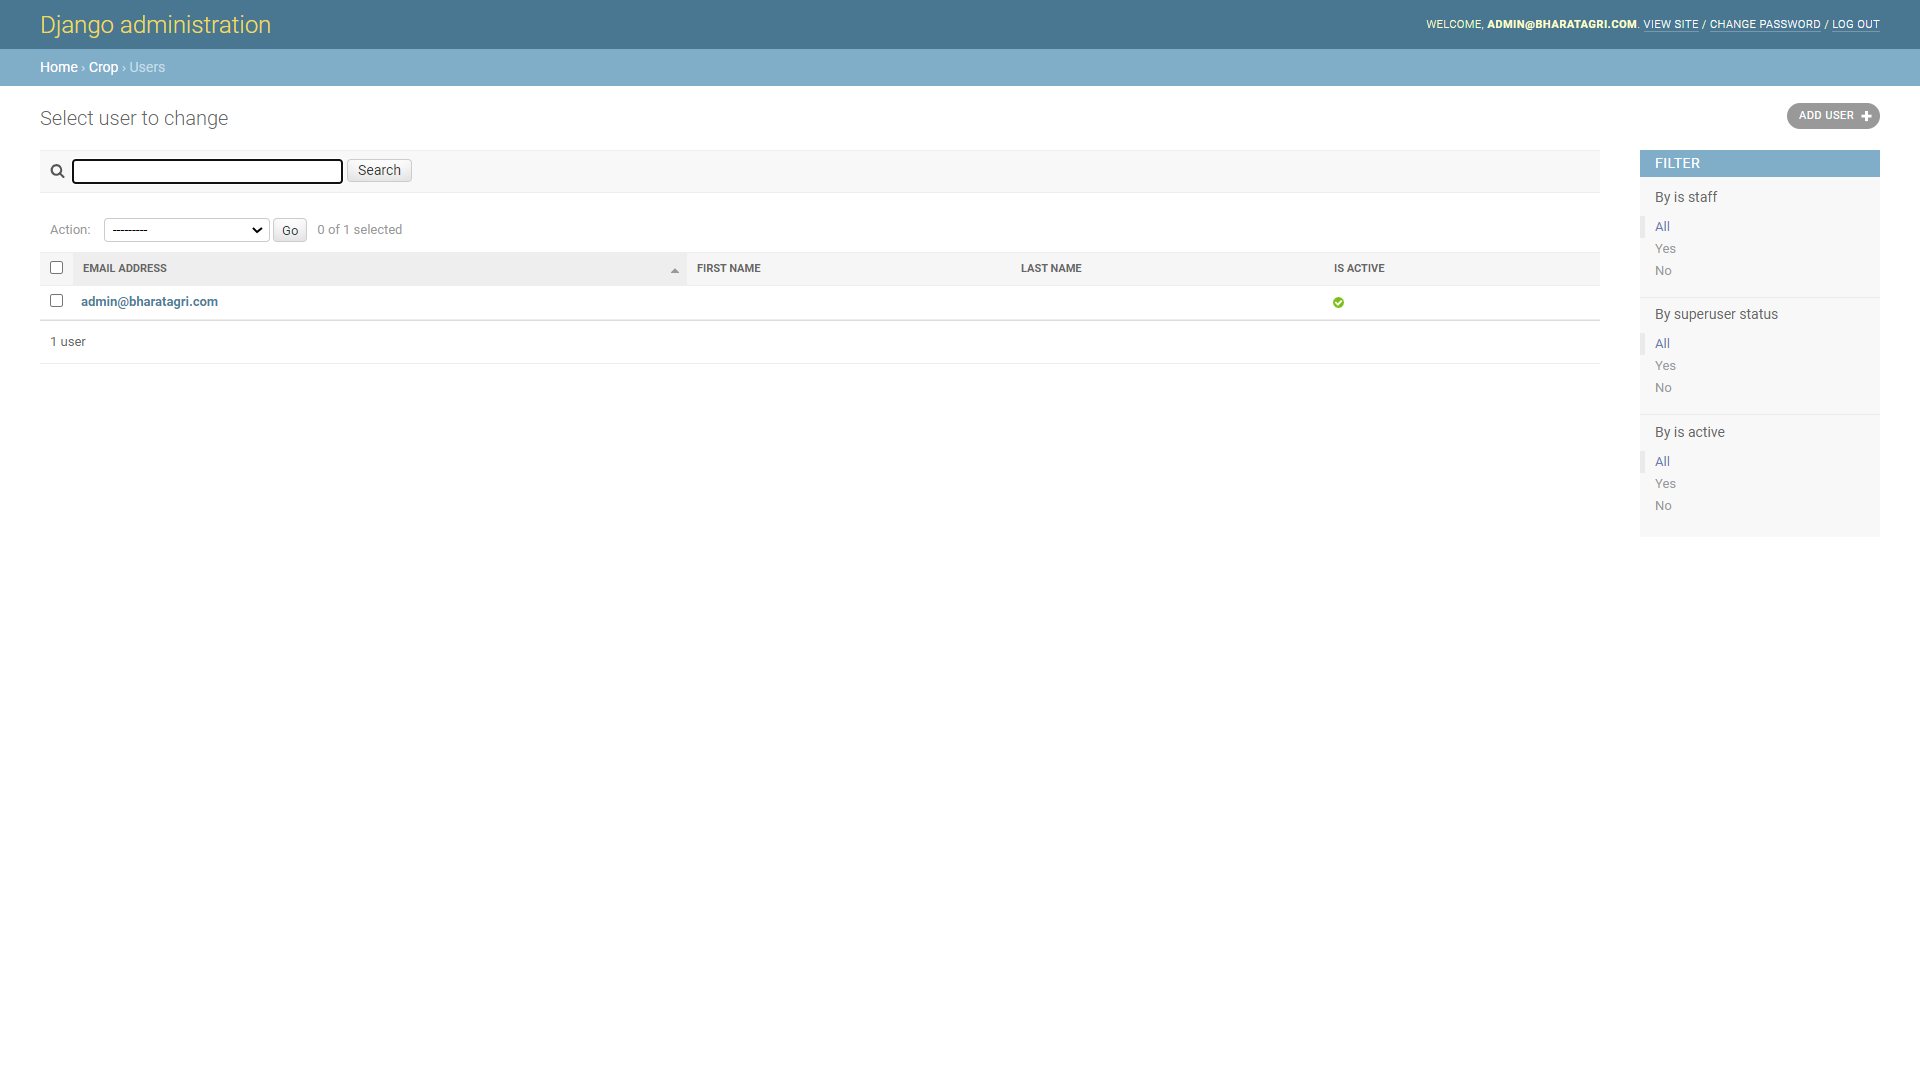 Django administration
WELCOME, ADMIN@BHARATAGRI.COM. VIEW SITE / CHANGE PASSWORD / LOG OUT
Home › Crop › Users
Select user to change
ADD USER
Search
FILTER
By is staff
All
Yes
No
By superuser status
All
Yes
No
By is active
All
Yes
No
Action: --------- Go 0 of 1 selected
EMAIL ADDRESS FIRST NAME LAST NAME IS ACTIVE
admin@bharatagri.com
1 user